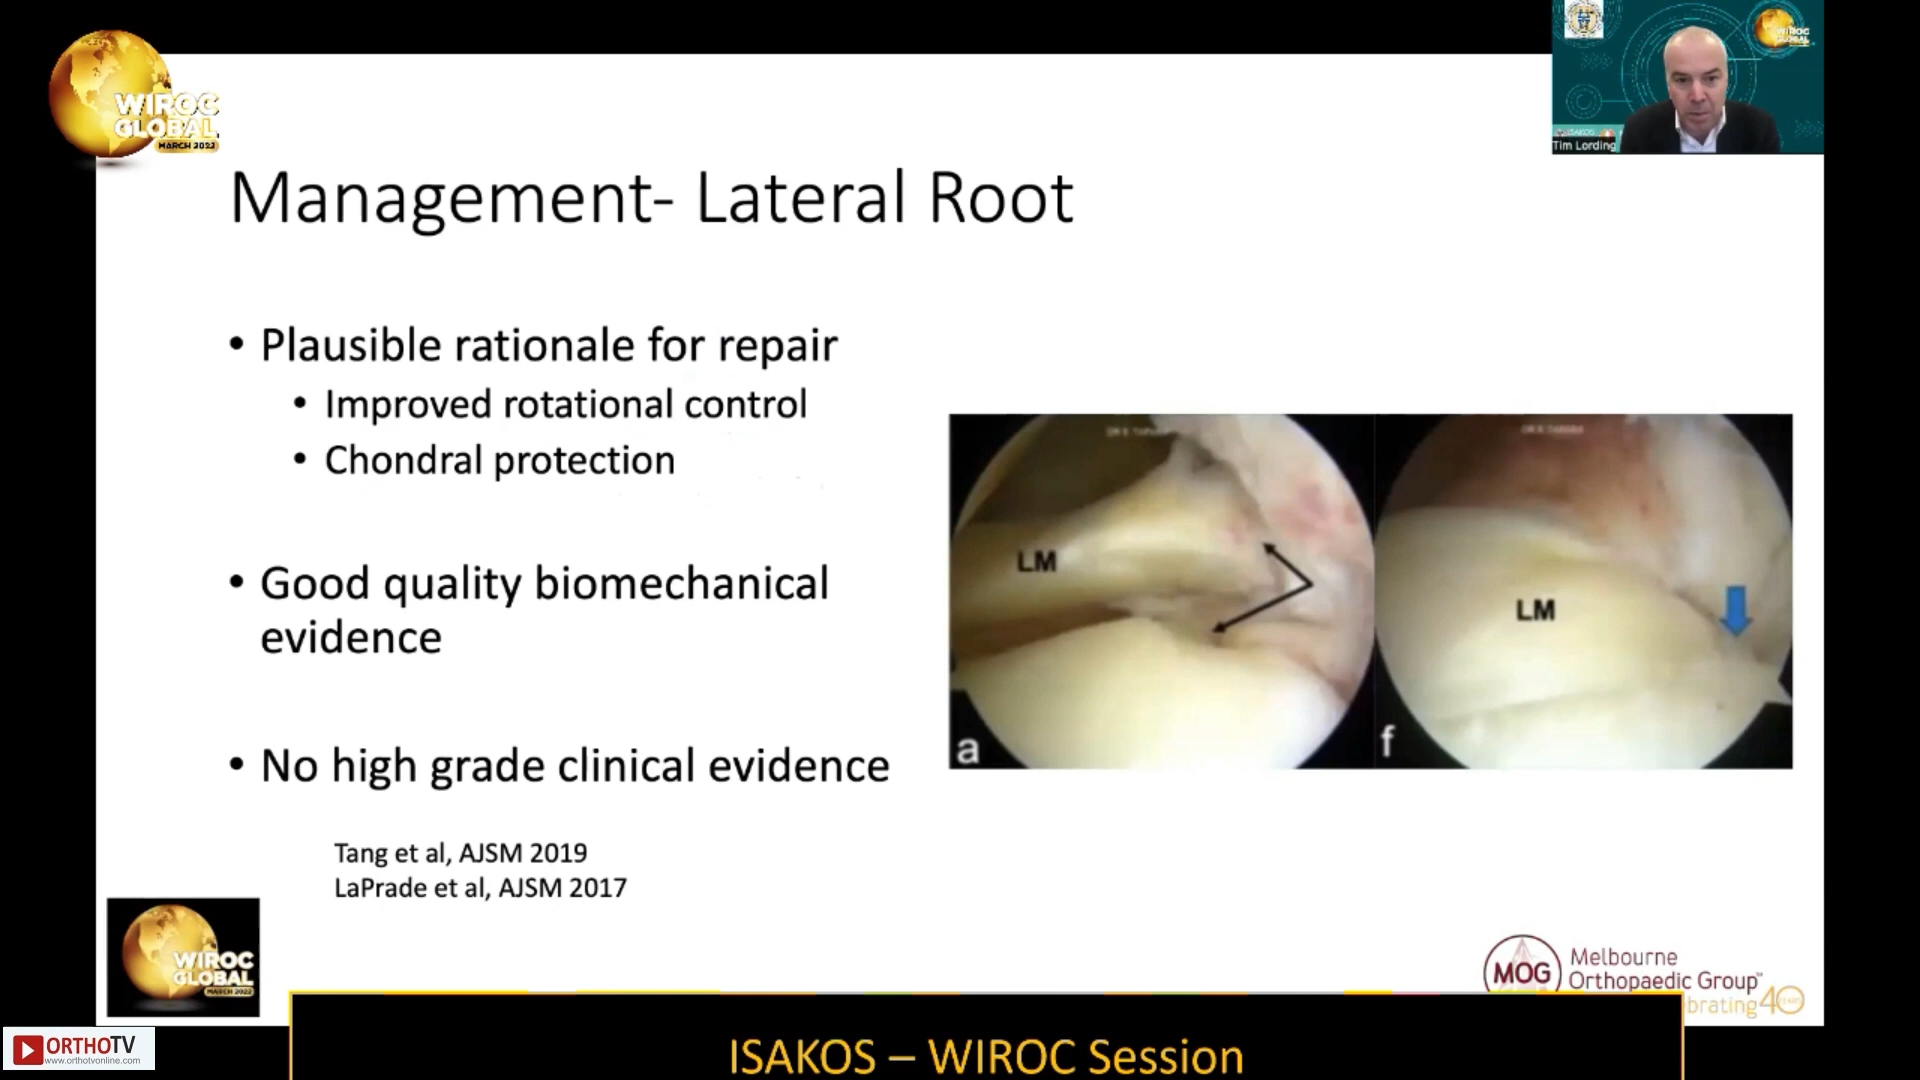 WIROC
GLOBAL
MARCH 2022
Tim Lording
Management- Lateral Root
• Plausible rationale for repair
• Improved rotational control
• Chondral protection
• Good quality biomechanical
evidence
• No high grade clinical evidence
Tang et al, AJSM 2019
LaPrade et al, AJSM 2017
LM
a
LM
f
WIROC
GLOBAL
MARCH 2022
MOG
Melbourne
Orthopaedic Group
brating 40
ORTHOTV
www.orthotvonline.com
ISAKOS – WIROC Session